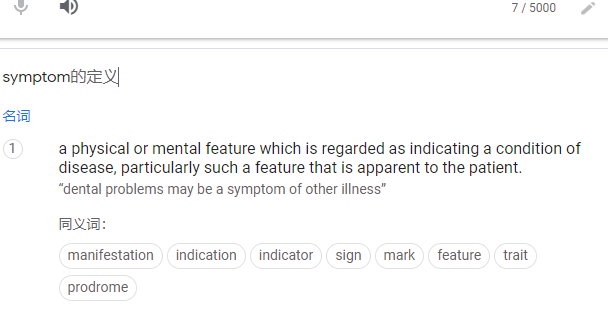 7 / 5000
symptom的定义
名词
1
a physical or mental feature which is regarded as indicating a condition of
disease, particularly such a feature that is apparent to the patient.
“dental problems may be a symptom of other illness”
同义词：
manifestation indication indicator sign mark feature trait
prodrome